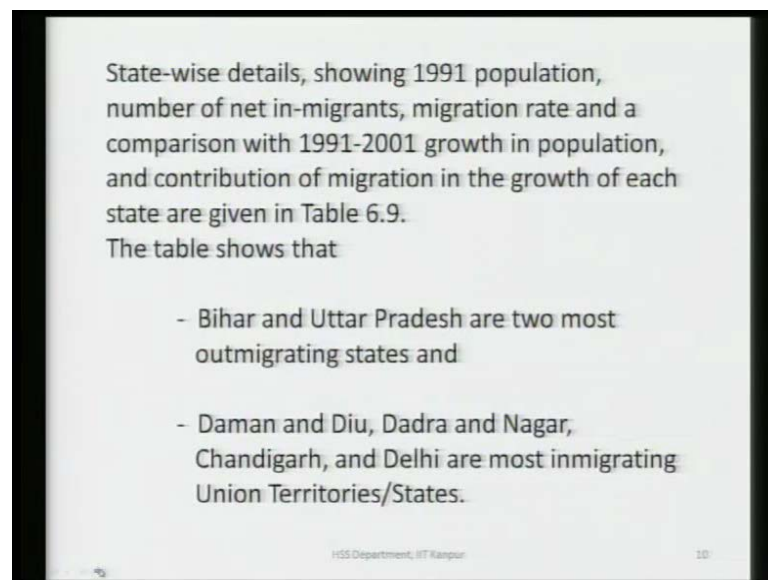 State-wise details, showing 1991 population,
number of net in-migrants, migration rate and a
comparison with 1991-2001 growth in population,
and contribution of migration in the growth of each
state are given in Table 6.9.
The table shows that
- Bihar and Uttar Pradesh are two most
outmigrating states and
- Daman and Diu, Dadra and Nagar,
Chandigarh, and Delhi are most inmigrating
Union Territories/States.
HSS Department, IIT Kanpur
10